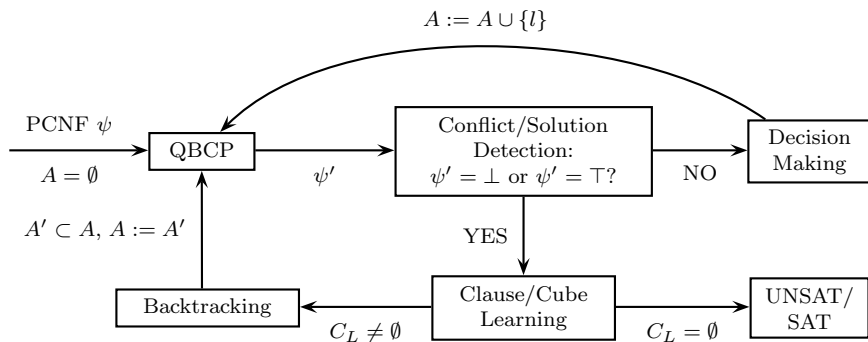 A := A ∪ {l}
PCNF ψ
A = ∅
QBCP
ψ′
Conflict/Solution
Detection:
ψ′ = ⊥ or ψ′ = ⊤?
NO
Decision
Making
A′ ⊂ A, A := A′
YES
Backtracking
C_L ≠ ∅
Clause/Cube
Learning
C_L = ∅
UNSAT/
SAT